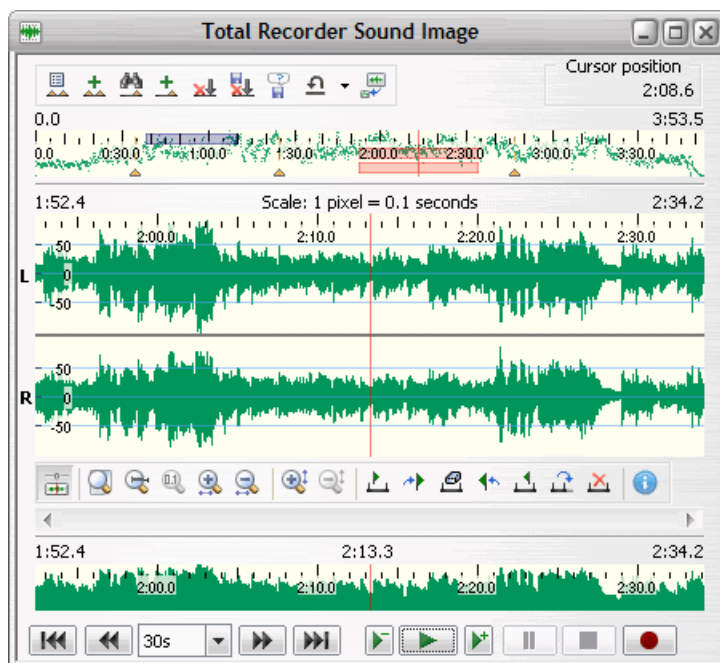 Total Recorder Sound Image
Cursor position
2:08.6
0.0 3:53.5
0.0 0:30.0 1:00.0 1:30.0 2:00.0 2:30.0 3:00.0 3:30.0
1:52.4 Scale: 1 pixel = 0.1 seconds 2:34.2
2:00.0 2:10.0 2:20.0 2:30.0
50
L 0
-50
50
R 0
-50
0.1
1:52.4 2:13.3 2:34.2
2:00.0 2:10.0 2:20.0 2:30.0
30s